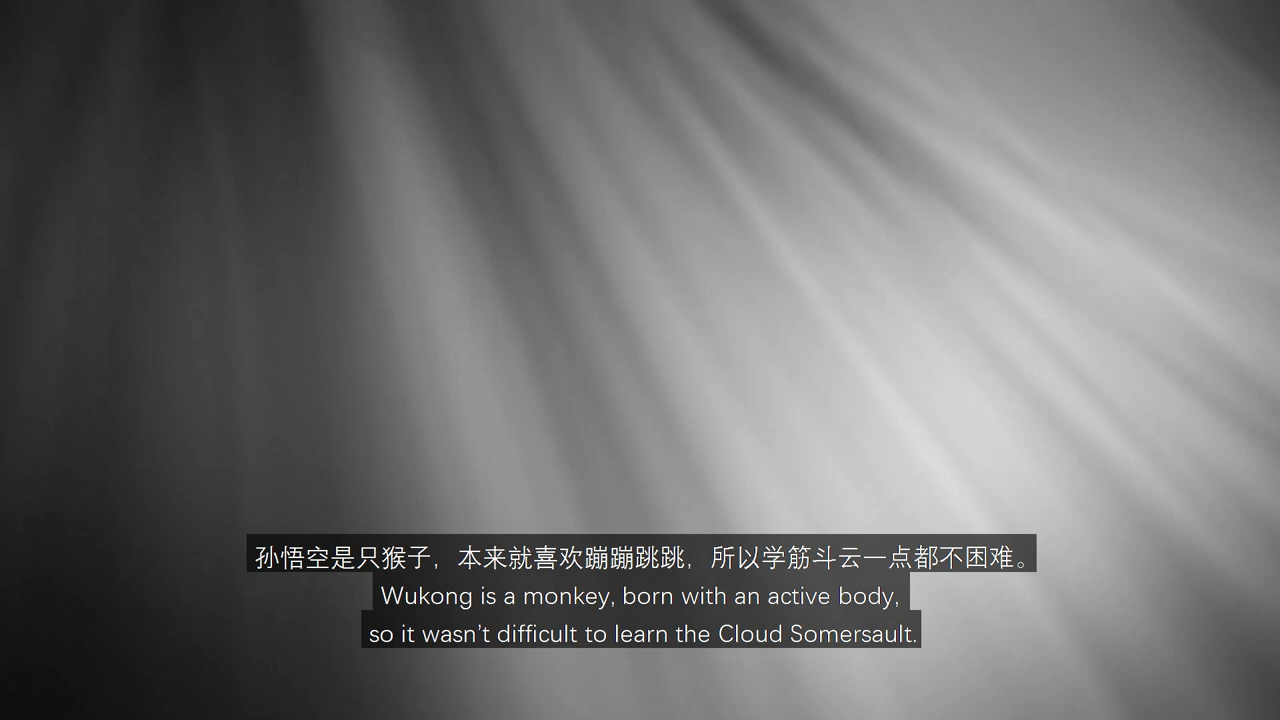 孙悟空是只猴子，本来就喜欢蹦蹦跳跳，所以学筋斗云一点都不困难。
Wukong is a monkey, born with an active body,
so it wasn't difficult to learn the Cloud Somersault.